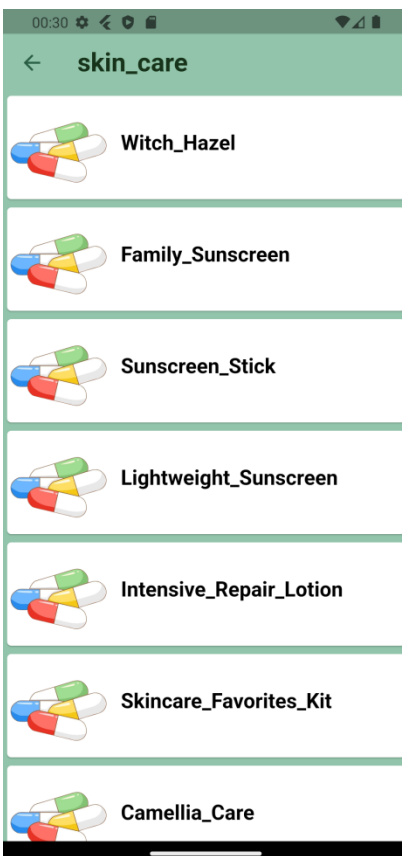 00:30
skin_care
Witch_Hazel
Family_Sunscreen
Sunscreen_Stick
Lightweight_Sunscreen
Intensive_Repair_Lotion
Skincare_Favorites_Kit
Camellia_Care